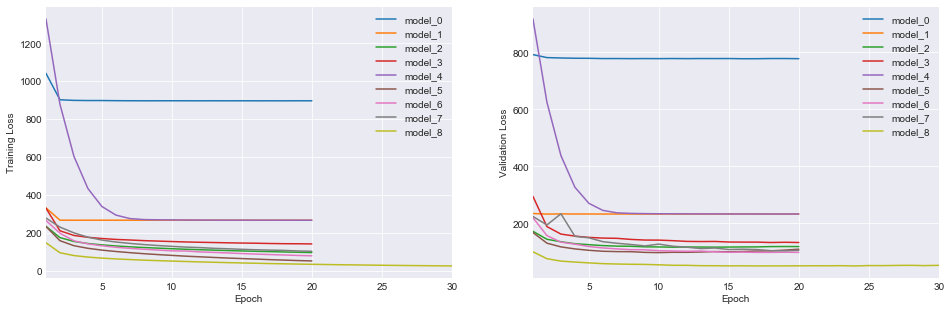 1200
1000
800
600
400
200
0
Training Loss
5
10
15
20
25
30
Epoch
model_0
model_1
model_2
model_3
model_4
model_5
model_6
model_7
model_8
800
600
400
200
Validation Loss
5
10
15
20
25
30
Epoch
model_0
model_1
model_2
model_3
model_4
model_5
model_6
model_7
model_8